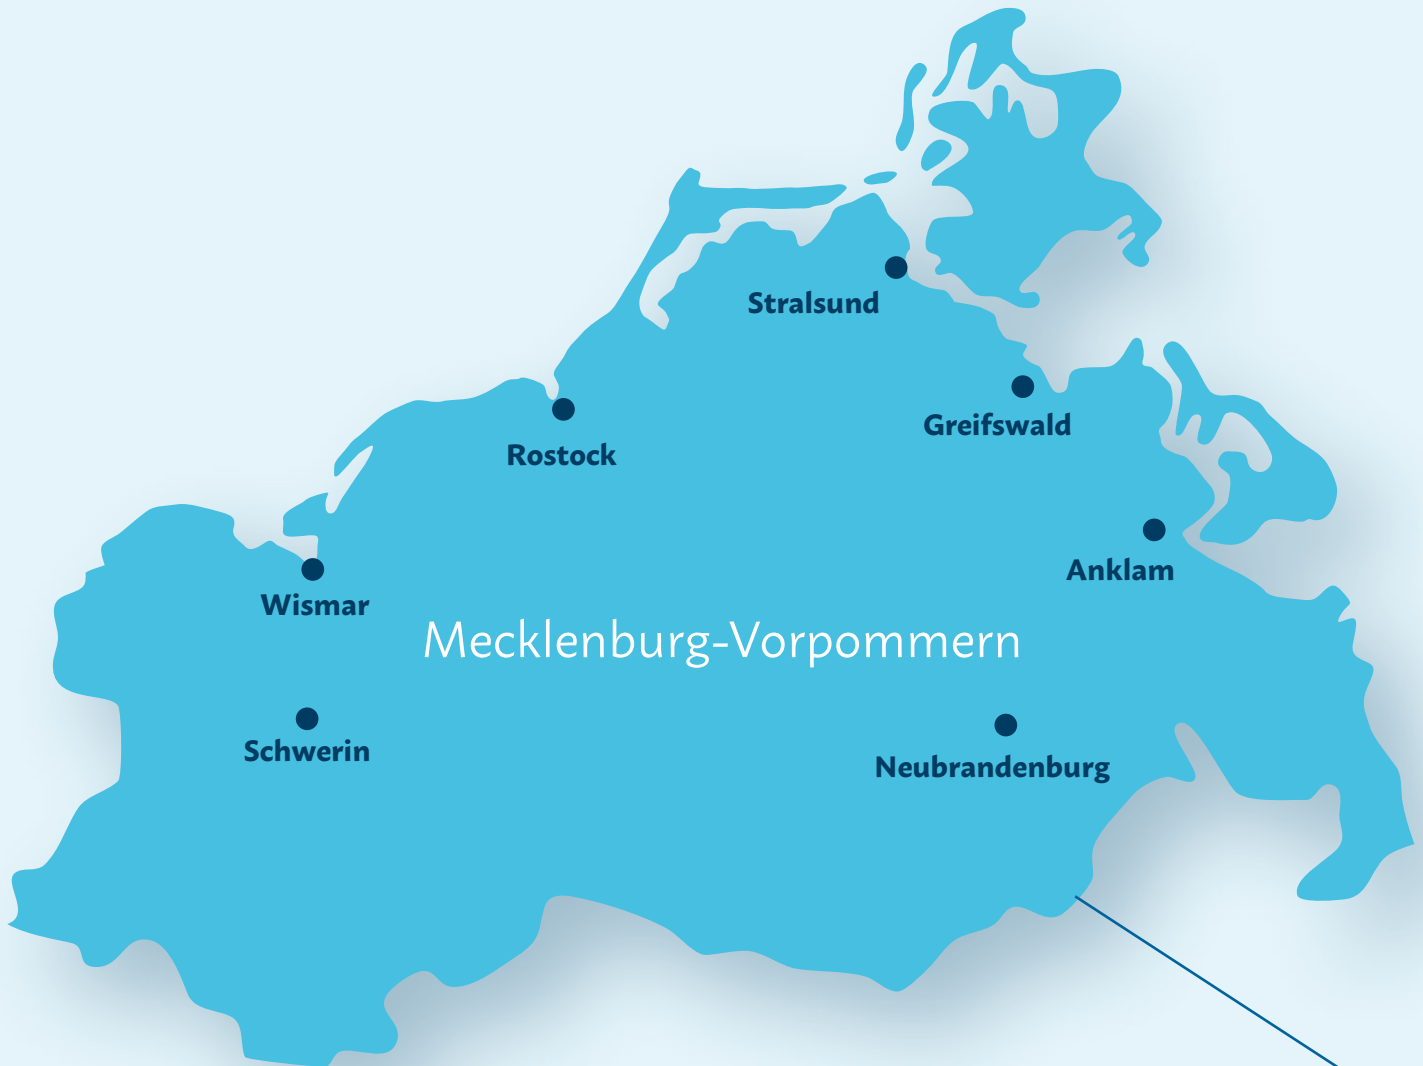 Stralsund
Greifswald
Rostock
Anklam
Wismar
Mecklenburg-Vorpommern
Schwerin
Neubrandenburg